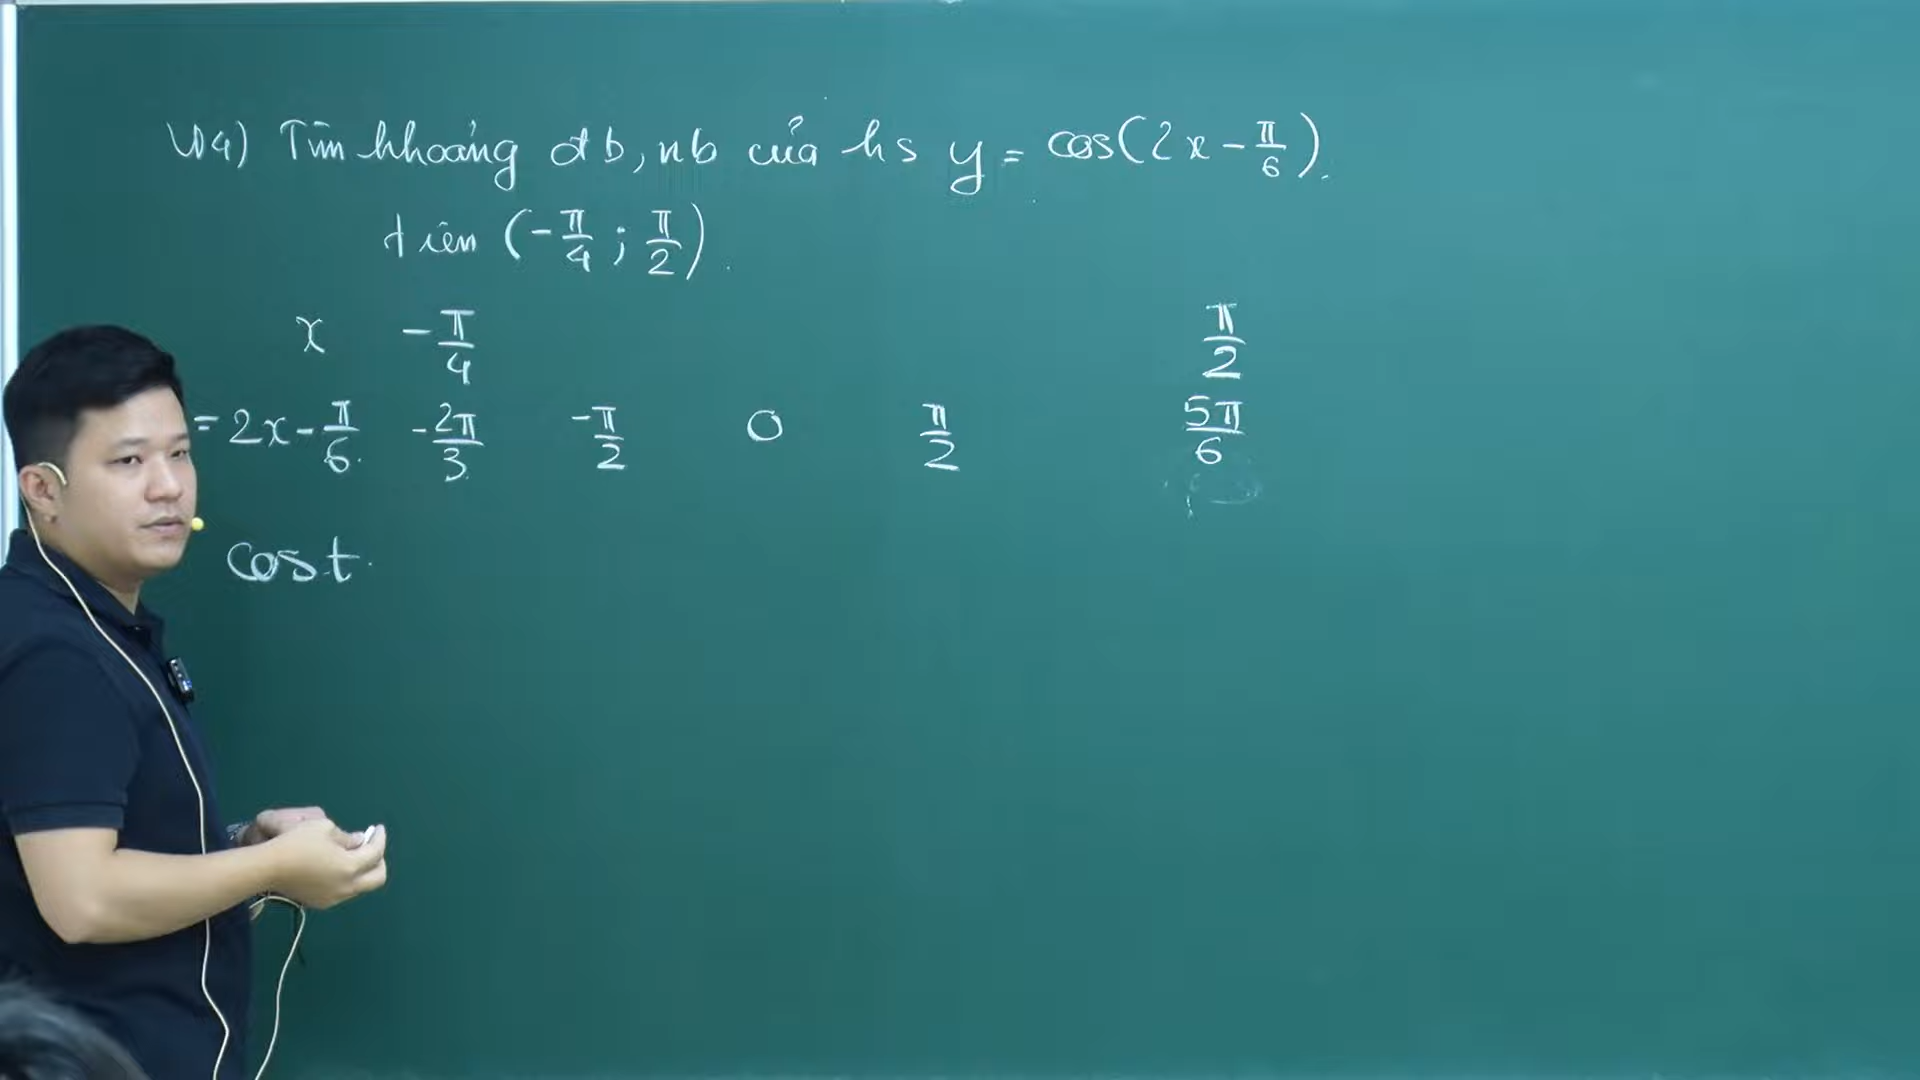 VD4) Tìm khoảng đb, nb của hs y = cos(2x - π/6).
trên (-π/4; π/2).
x -π/4 π/2
= 2x - π/6 -2π/3 -π/2 0 π/2 5π/6
cos t